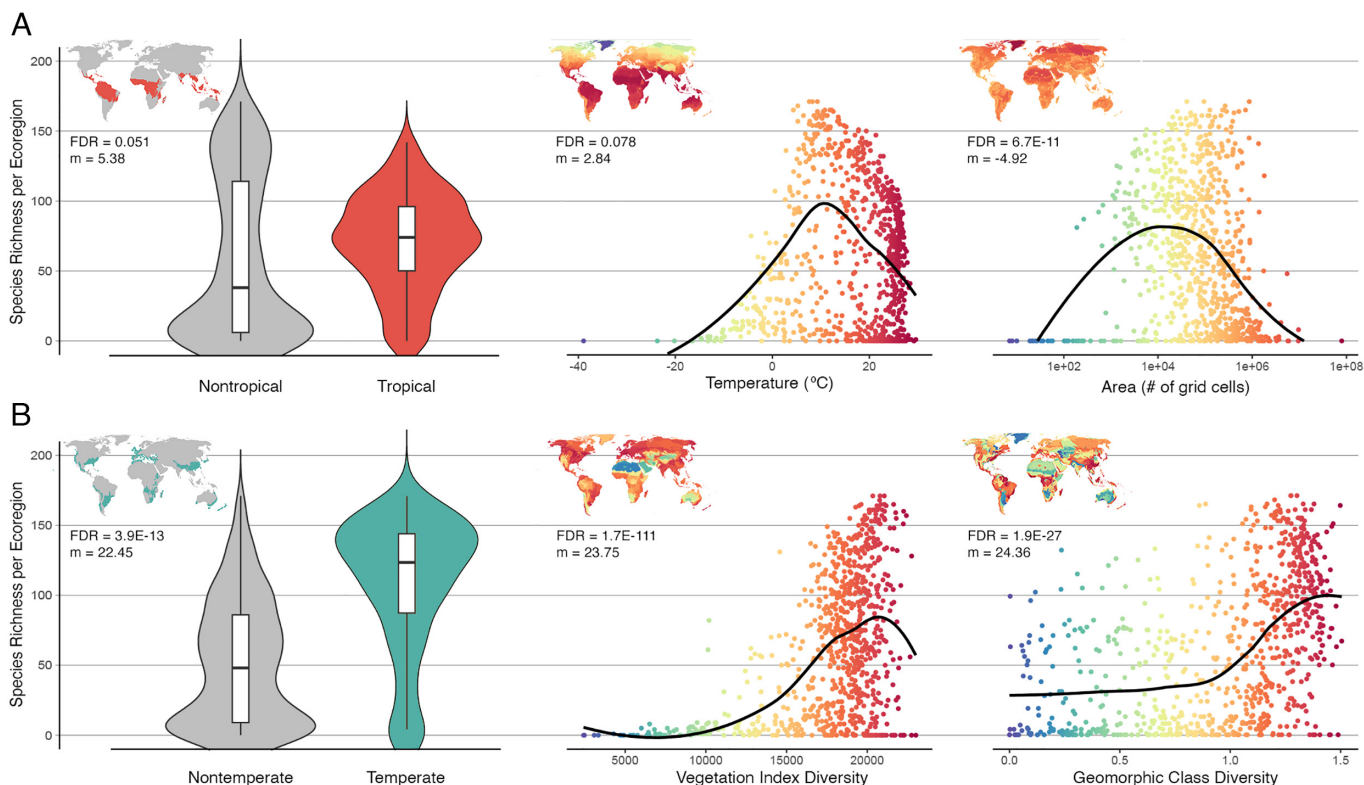 A
Species Richness per Ecoregion
200
150
100
50
0
FDR = 0.051
m = 5.38
Nontropical
Tropical
FDR = 0.078
m = 2.84
-40
-20
0
20
Temperature (ºC)
FDR = 6.7E-11
m = -4.92
1e+02
1e+04
1e+06
1e+08
Area (# of grid cells)
B
Species Richness per Ecoregion
200
150
100
50
0
FDR = 3.9E-13
m = 22.45
Nontemperate
Temperate
FDR = 1.7E-111
m = 23.75
5000
10000
15000
20000
Vegetation Index Diversity
FDR = 1.9E-27
m = 24.36
0.0
0.5
1.0
1.5
Geomorphic Class Diversity